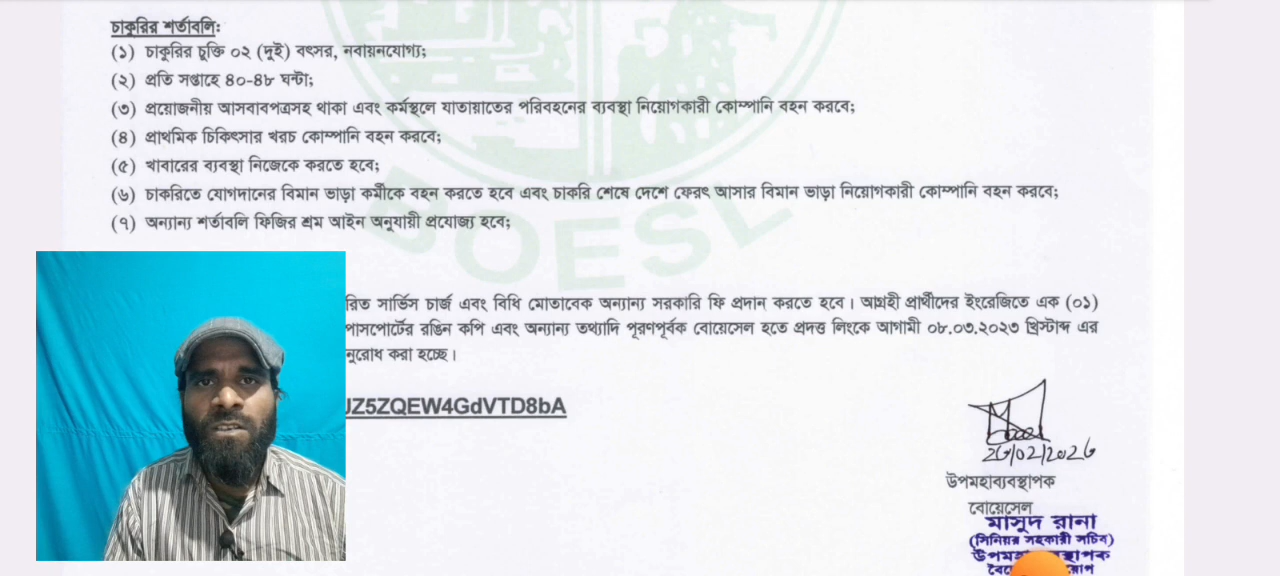 চাকুরির শর্তাবলি:
(১) চাকুরির চুক্তি ০২ (দুই) বৎসর, নবায়নযোগ্য;
(২) প্রতি সপ্তাহে ৪০-৪৮ ঘন্টা;
(৩) প্রয়োজনীয় আসবাবপত্রসহ থাকা এবং কর্মস্থলে যাতায়াতের পরিবহনের ব্যবস্থা নিয়োগকারী কোম্পানি বহন করবে;
(৪) প্রাথমিক চিকিৎসার খরচ কোম্পানি বহন করবে;
(৫) খাবারের ব্যবস্থা নিজেকে করতে হবে;
(৬) চাকরিতে যোগদানের বিমান ভাড়া কর্মীকে বহন করতে হবে এবং চাকরি শেষে দেশে ফেরৎ আসার বিমান ভাড়া নিয়োগকারী কোম্পানি বহন করবে;
(৭) অন্যান্য শর্তাবলি ফিজির শ্রম আইন অনুযায়ী প্রযোজ্য হবে;
BOESL
রিত সার্ভিস চার্জ এবং বিধি মোতাবেক অন্যান্য সরকারি ফি প্রদান করতে হবে। আগ্রহী প্রার্থীদের ইংরেজিতে এক (০১)
পাসপোর্টের রঙিন কপি এবং অন্যান্য তথ্যাদি পূরণপূর্বক বোয়েসেল হতে প্রদত্ত লিংকে আগামী ০৮.০৩.২০২৩ খ্রিস্টাব্দ এর
নুরোধ করা হচ্ছে।
JZ5ZQEW4GdVTD8bA
উপমহাব্যবস্থাপক
বোয়েসেল
মাসুদ রানা
(সিনিয়র সহকারী সচিব)